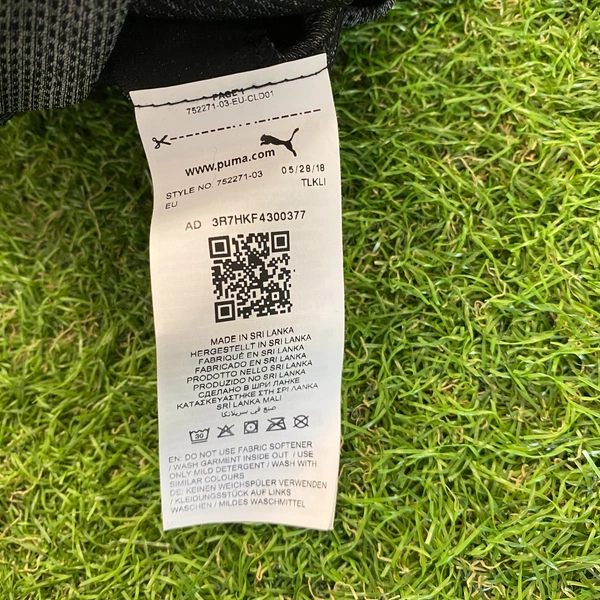 PAGE 1
752271-03-EU-CLD01
www.puma.com
STYLE NO. 752271-03 05/28/18
EU TLKLI
AD 3R7HKF4300377
MADE IN SRI LANKA
HERGESTELLT IN SRI LANKA
FABRIQUÉ EN SRI LANKA
FABRICADO EN SRI LANKA
PRODOTTO NELLO SRI LANKA
PRODUZIDO NO SRI LANKA
СДЕЛАНО В ШРИ ЛАНКЕ
ΚΑΤΑΣΚΕΥΑΣΤΗΚΕ ΣΤΗ ΣΡΙ ΛΑΝΚΑ
SRİ LANKA MALI
صنع في سريلانكا
30
EN: DO NOT USE FABRIC SOFTENER
/ WASH GARMENT INSIDE OUT / USE
ONLY MILD DETERGENT / WASH WITH
SIMILAR COLOURS
DE: KEINEN WEICHSPÜLER VERWENDEN
/ KLEIDUNGSSTÜCK AUF LINKS
WASCHEN / MILDES WASCHMITTEL